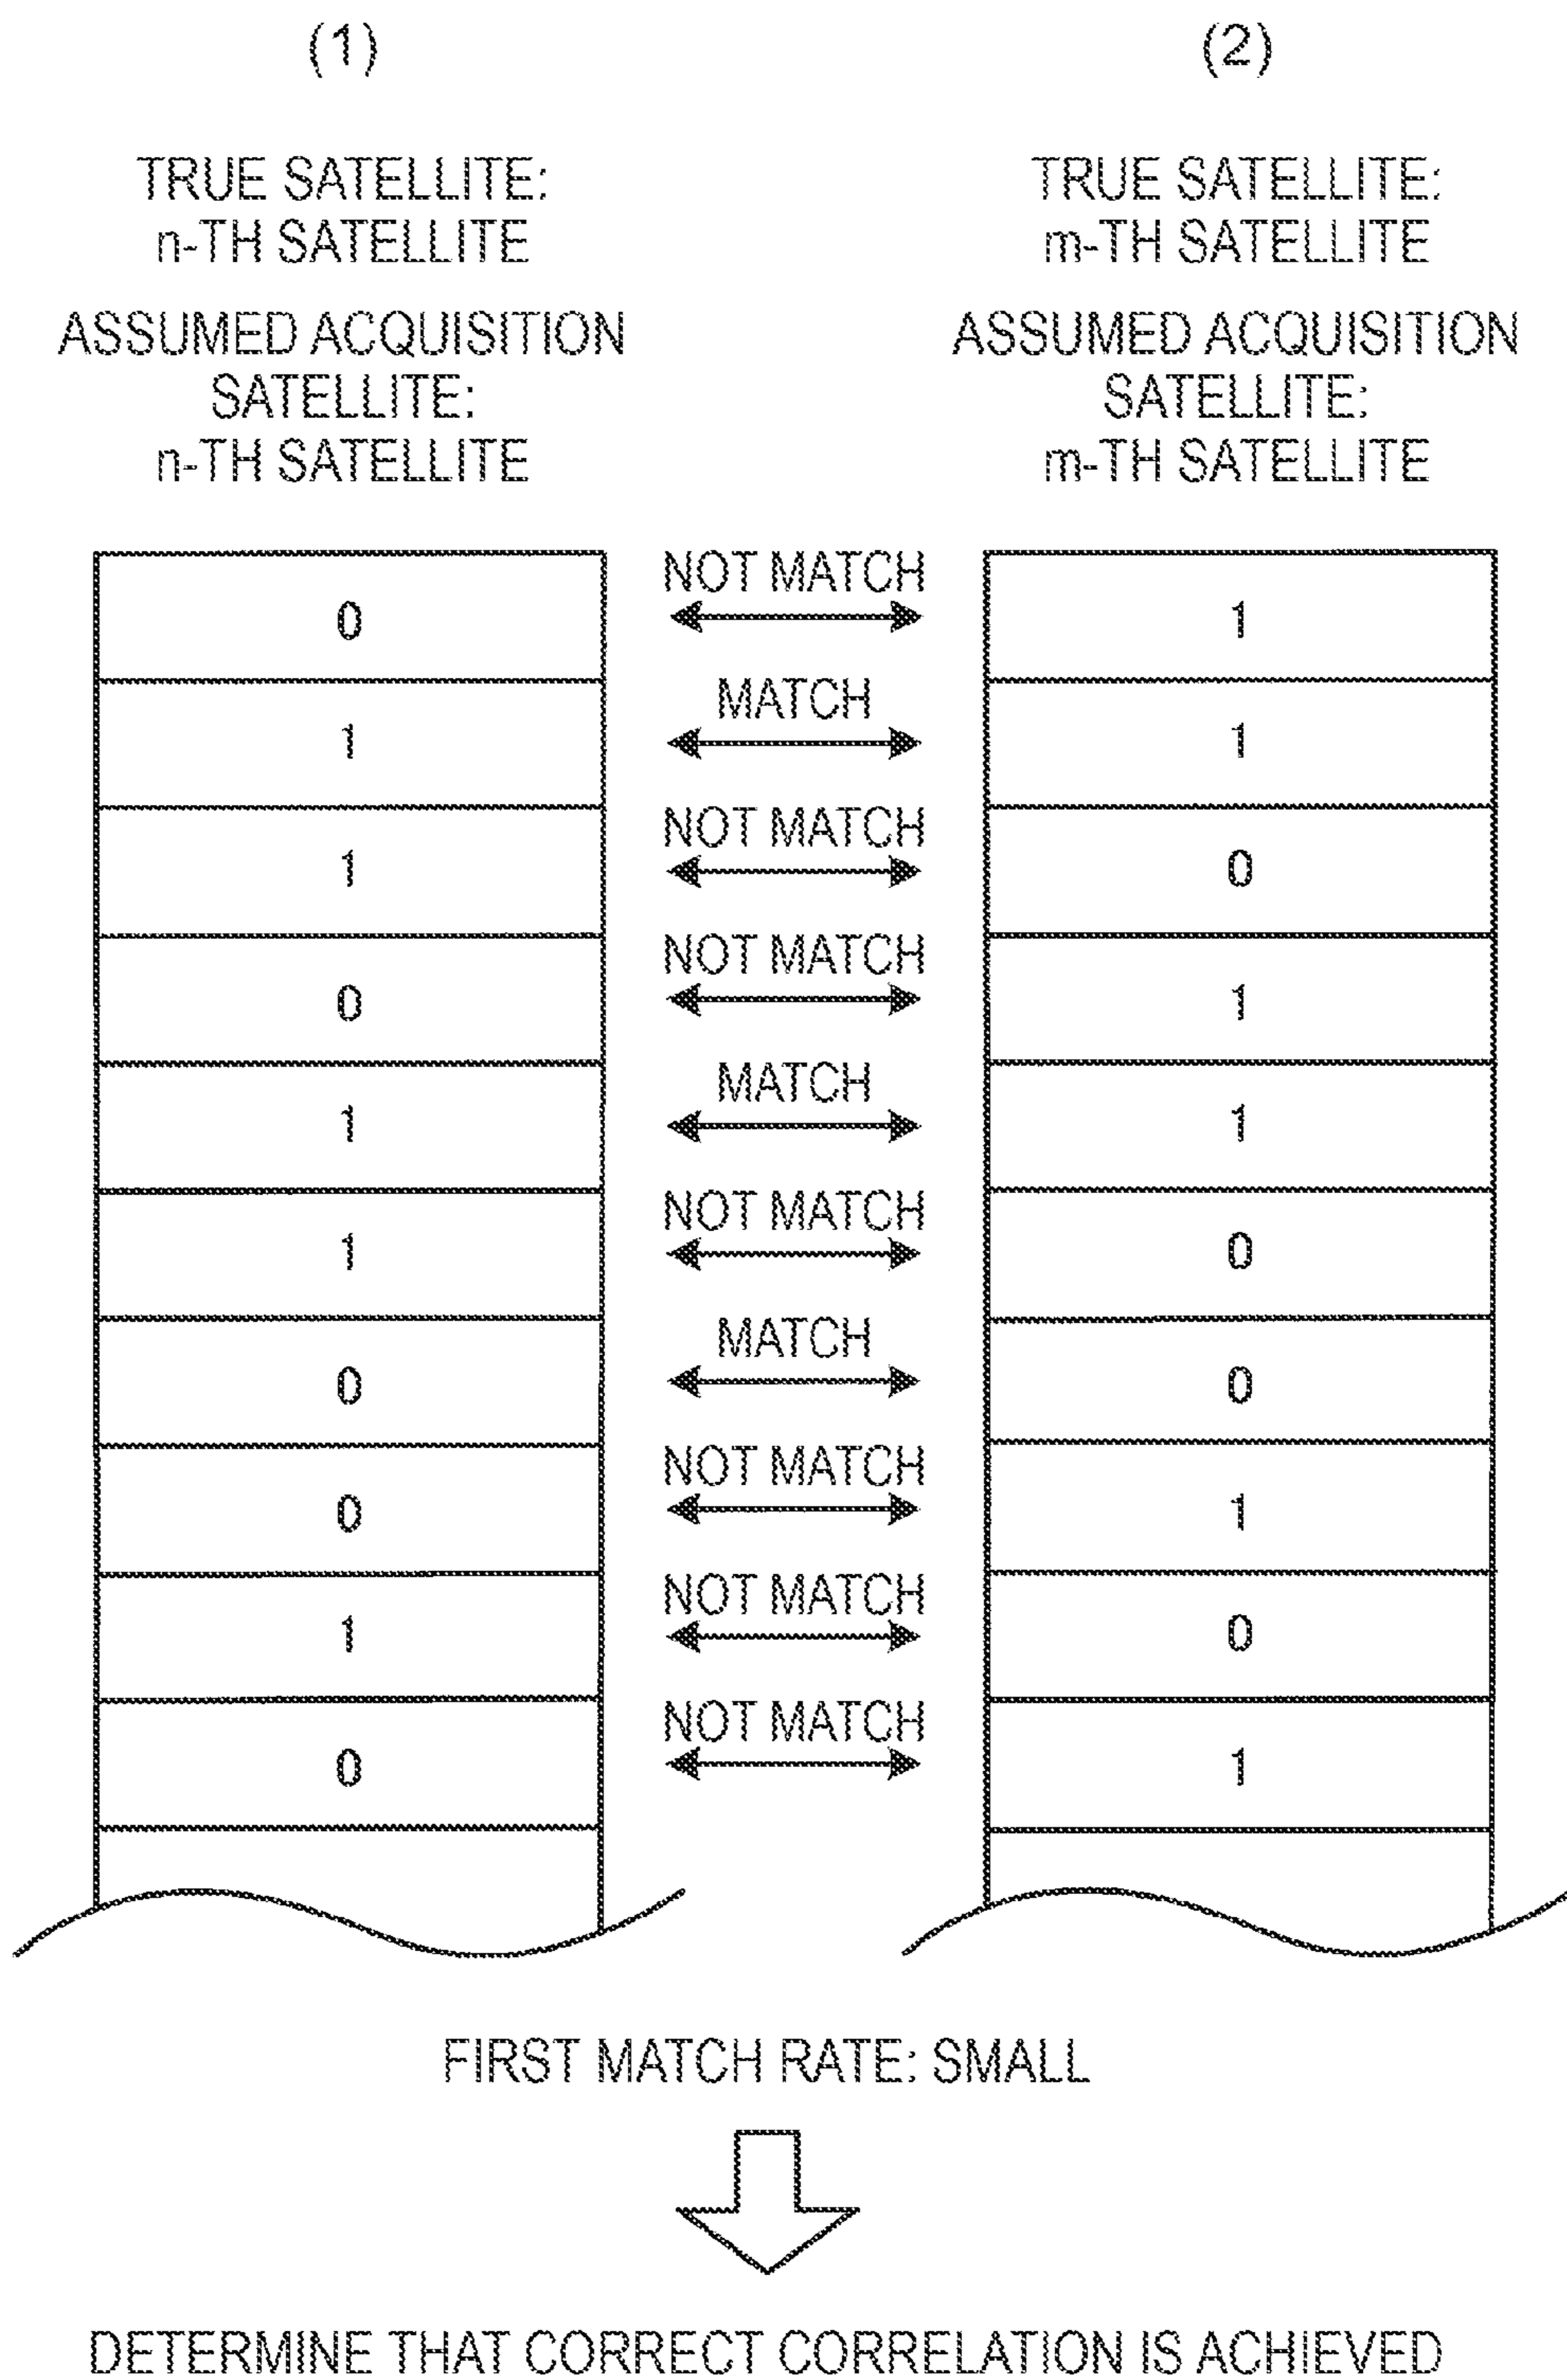 (1)
(2)
TRUE SATELLITE:
n-TH SATELLITE
ASSUMED ACQUISITION
SATELLITE:
n-TH SATELLITE
TRUE SATELLITE:
m-TH SATELLITE
ASSUMED ACQUISITION
SATELLITE:
m-TH SATELLITE
0 NOT MATCH 1
1 MATCH 1
1 NOT MATCH 0
0 NOT MATCH 1
1 MATCH 1
1 NOT MATCH 0
0 MATCH 0
0 NOT MATCH 1
1 NOT MATCH 0
0 NOT MATCH 1
FIRST MATCH RATE: SMALL
DETERMINE THAT CORRECT CORRELATION IS ACHIEVED